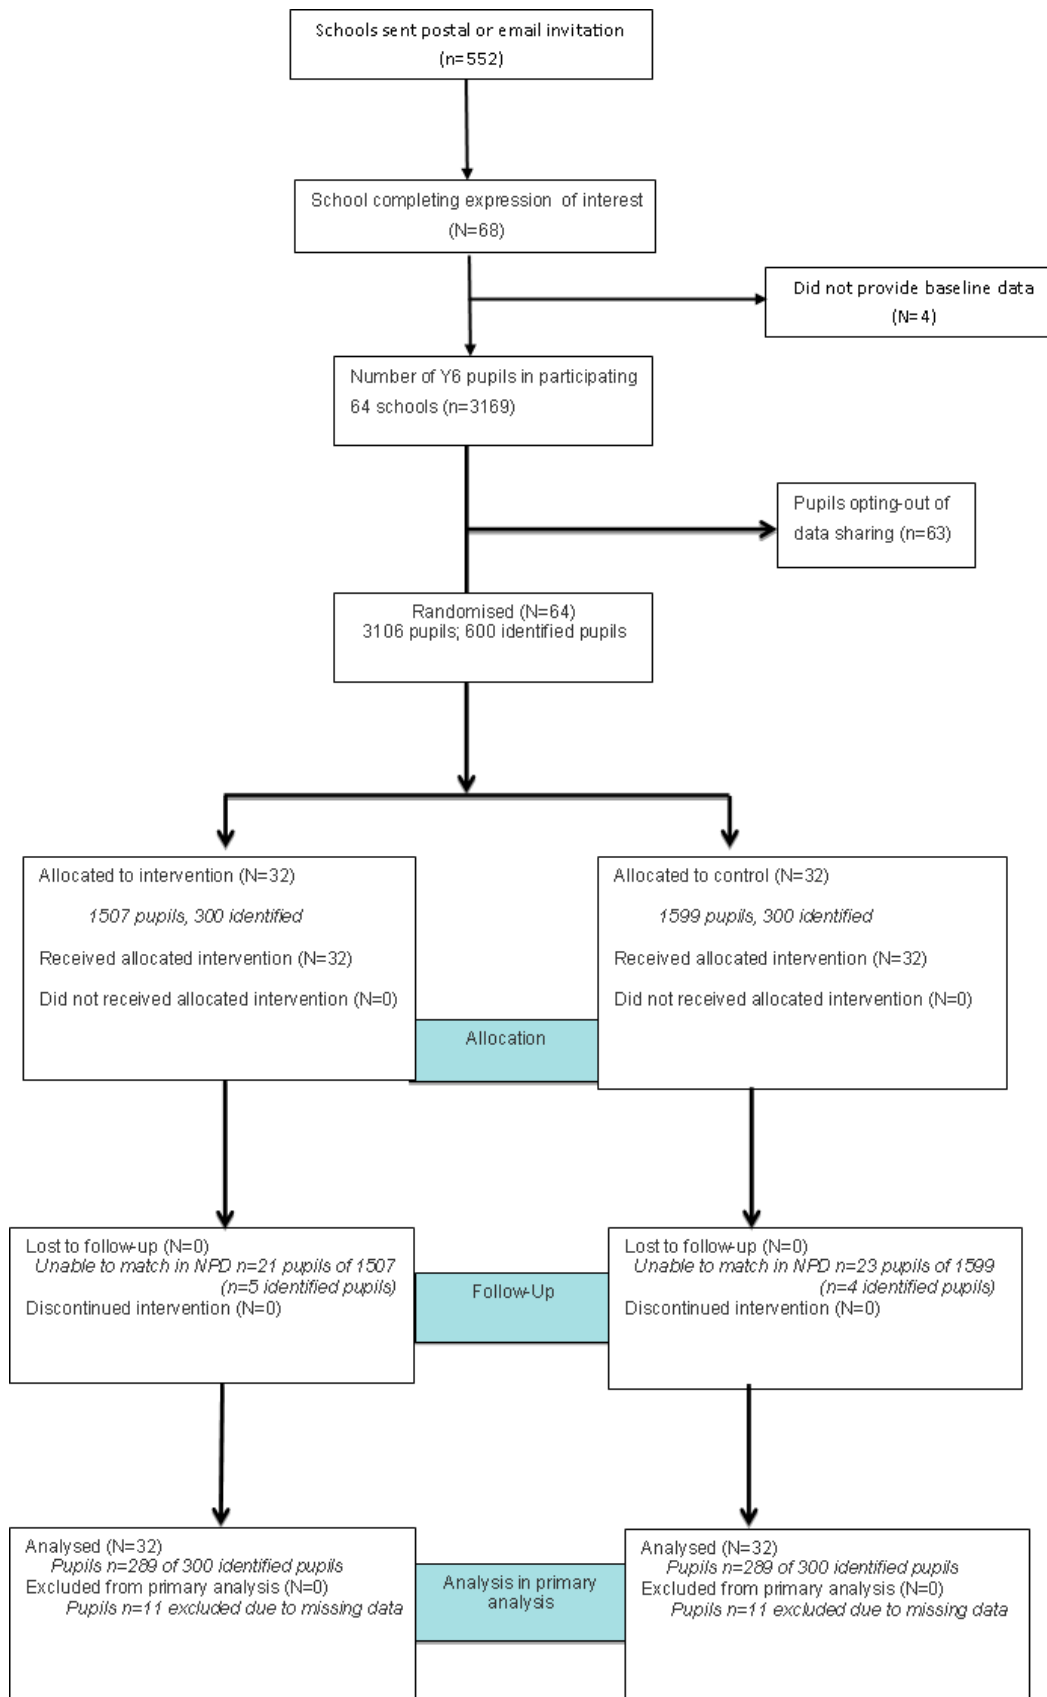 Schools sent postal or email invitation
(n=552)
School completing expression of interest
(N=68)
Did not provide baseline data
(N=4)
Number of Y6 pupils in participating
64 schools (n=3169)
Pupils opting-out of
data sharing (n=63)
Randomised (N=64)
3106 pupils; 600 identified pupils
Allocated to intervention (N=32)
1507 pupils, 300 identified
Received allocated intervention (N=32)
Did not received allocated intervention (N=0)
Allocated to control (N=32)
1599 pupils, 300 identified
Received allocated intervention (N=32)
Did not received allocated intervention (N=0)
Allocation
Lost to follow-up (N=0)
Unable to match in NPD n=21 pupils of 1507
(n=5 identified pupils)
Discontinued intervention (N=0)
Follow-Up
Lost to follow-up (N=0)
Unable to match in NPD n=23 pupils of 1599
(n=4 identified pupils)
Discontinued intervention (N=0)
Analysed (N=32)
Pupils n=289 of 300 identified pupils
Excluded from primary analysis (N=0)
Pupils n=11 excluded due to missing data
Analysis in primary
analysis
Analysed (N=32)
Pupils n=289 of 300 identified pupils
Excluded from primary analysis (N=0)
Pupils n=11 excluded due to missing data